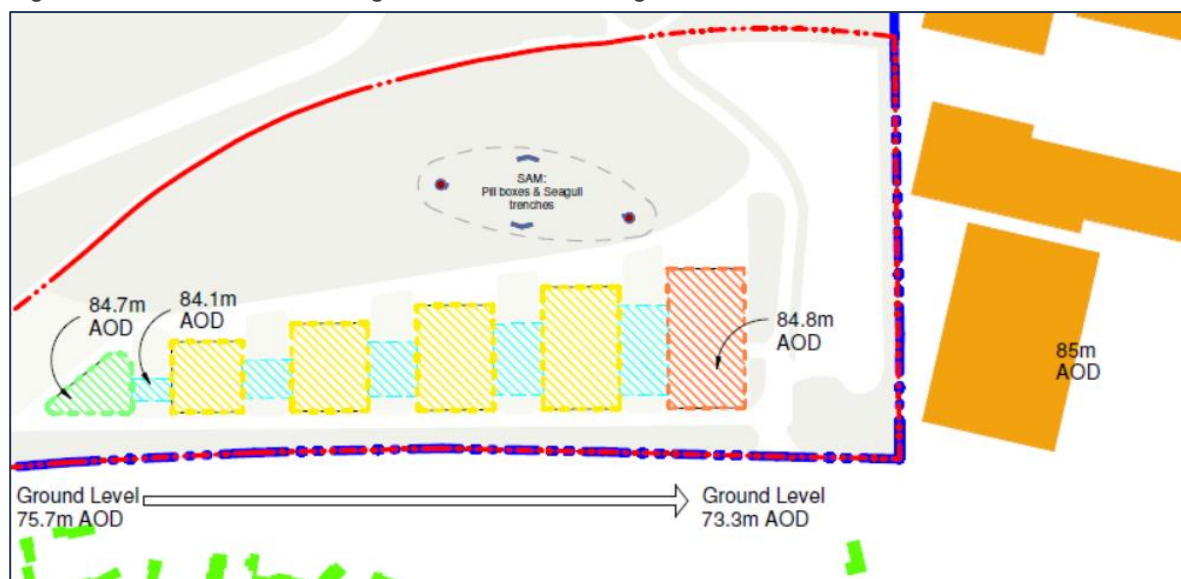 SAM:
Pill boxes & Seagull
trenches
84.7m
AOD
84.1m
AOD
84.8m
AOD
85m
AOD
Ground Level
75.7m AOD
Ground Level
73.3m AOD